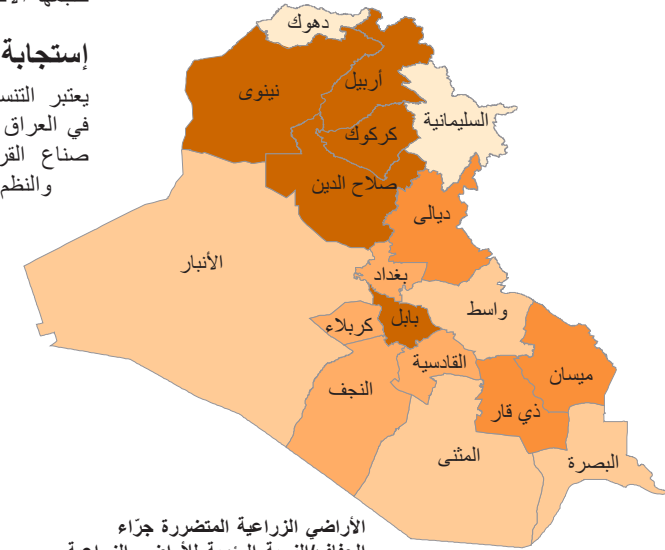 إستجابة
يعتبر التنس
في العراق
صناع القر
والنظم
دهوك
أربيل
نينوى
السليمانية
كركوك
صلاح الدين
ديالى
الأنبار
بغداد
واسط
بابل
كربلاء
القادسية
ميسان
النجف
ذي قار
المثنى
البصرة
الأراضي الزراعية المتضررة جرّاء